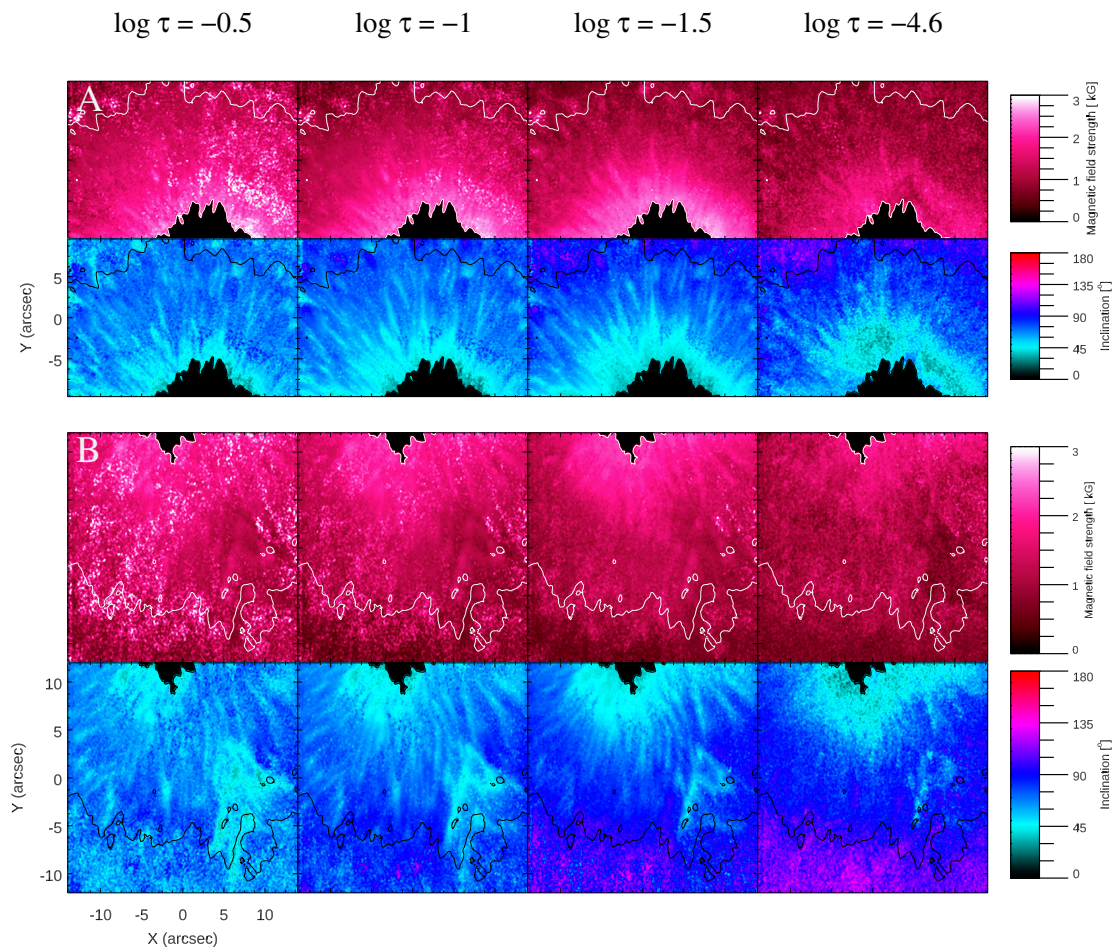 log τ = −0.5 log τ = −1 log τ = −1.5 log τ = −4.6
A
3
2
1
0
Magnetic field strength [ kG]
5
0
-5
Y (arcsec)
180
135
90
45
0
Inclination [°]
B
3
2
1
0
Magnetic field strength [ kG]
10
5
0
-5
-10
Y (arcsec)
180
135
90
45
0
Inclination [°]
-10 -5 0 5 10
X (arcsec)